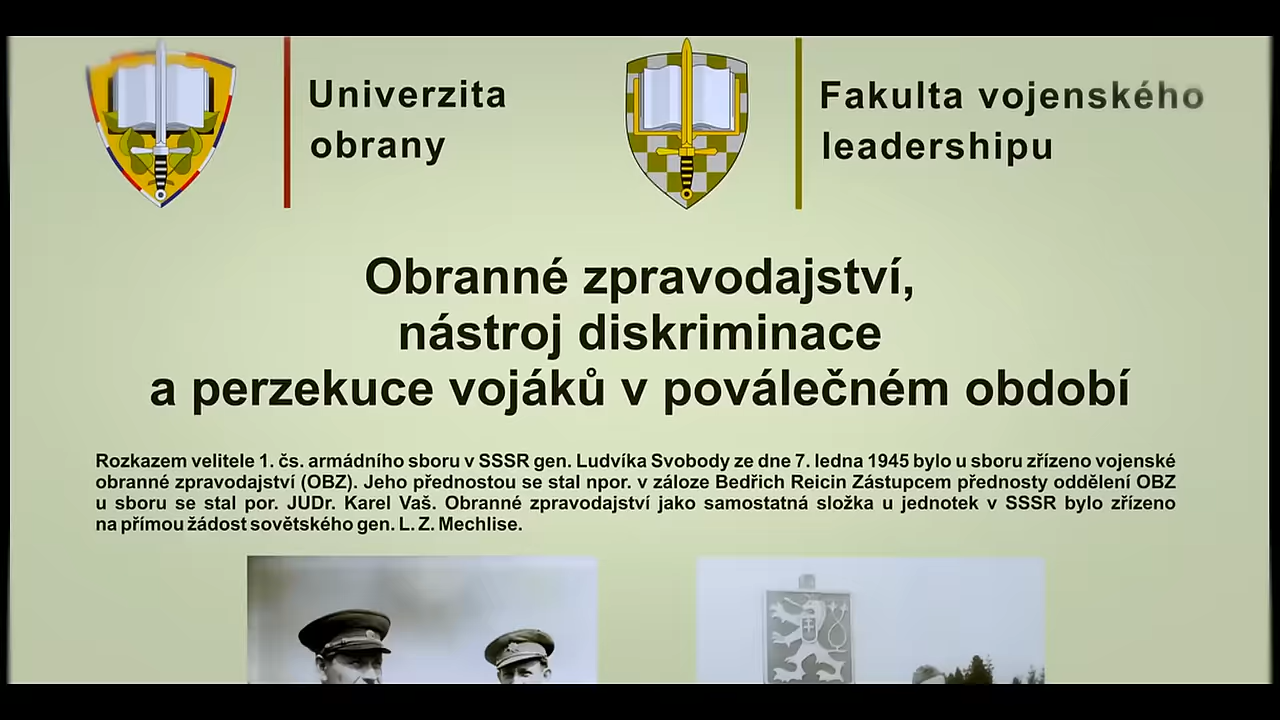 Univerzita
obrany
Fakulta vojenského
leadershipu
Obranné zpravodajství,
nástroj diskriminace
a perzekuce vojáků v poválečném období
Rozkazem velitele 1. čs. armádního sboru v SSSR gen. Ludvíka Svobody ze dne 7. ledna 1945 bylo u sboru zřízeno vojenské
obranné zpravodajství (OBZ). Jeho přednostou se stal npor. v záloze Bedřich Reicin Zástupcem přednosty oddělení OBZ
u sboru se stal por. JUDr. Karel Vaš. Obranné zpravodajství jako samostatná složka u jednotek v SSSR bylo zřízeno
na přímou žádost sovětského gen. L. Z. Mechlise.